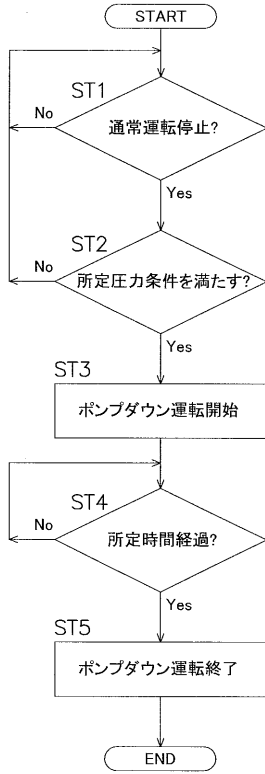 START
ST1
通常運転停止?
No
Yes
ST2
所定圧力条件を満たす?
No
Yes
ST3
ポンプダウン運転開始
ST4
所定時間経過?
No
Yes
ST5
ポンプダウン運転終了
END